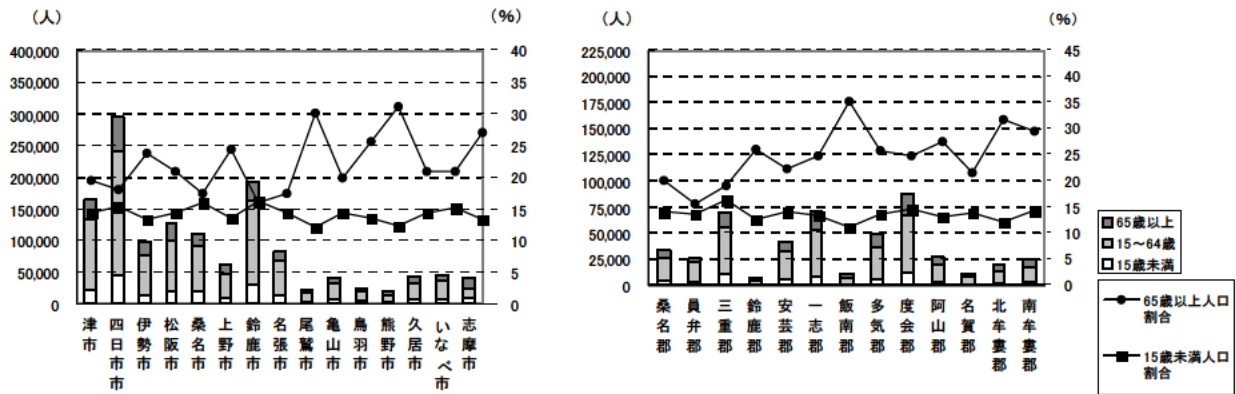 （人）
（%）
400,000
350,000
300,000
250,000
200,000
150,000
100,000
50,000
0
40
35
30
25
20
15
10
5
0
津市
四日市市
伊勢市
松阪市
桑名市
上野市
鈴鹿市
名張市
尾鷲市
亀山市
鳥羽市
熊野市
久居市
いなべ市
志摩市
（人）
（%）
225,000
200,000
175,000
150,000
125,000
100,000
75,000
50,000
25,000
0
45
40
35
30
25
20
15
10
5
0
桑名郡
員弁郡
三重郡
鈴鹿郡
安芸郡
一志郡
飯南郡
多気郡
度会郡
阿山郡
名賀郡
北牟婁郡
南牟婁郡
65歳以上
15～64歳
15歳未満
65歳以上人口
割合
15歳未満人口
割合